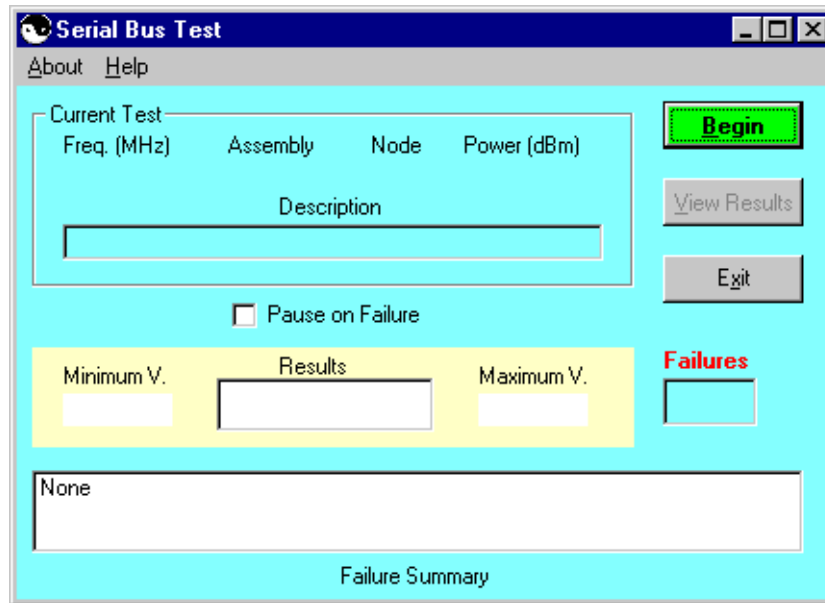 Serial Bus Test
About Help
Current Test
Freq. (MHz) Assembly Node Power (dBm)
Description
Begin
View Results
Exit
Pause on Failure
Minimum V. Results Maximum V.
Failures
None
Failure Summary